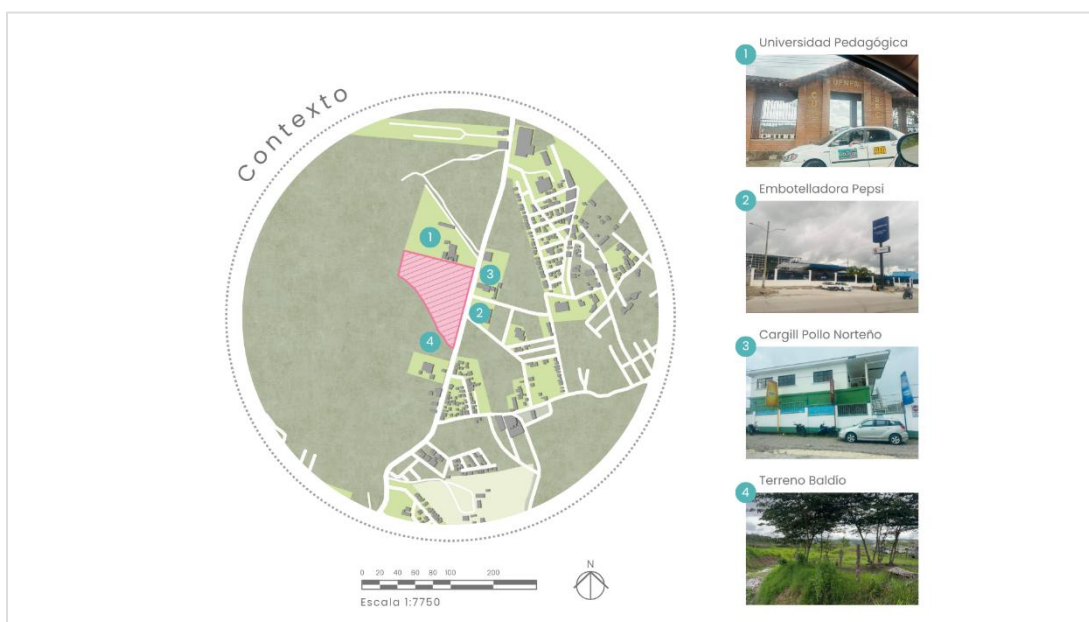 Contexto
1
2
3
4
0 20 40 60 80 100 200
Escala 1:7750
N
1 Universidad Pedagógica
2 Embotelladora Pepsi
3 Cargill Pollo Norteño
4 Terreno Baldío